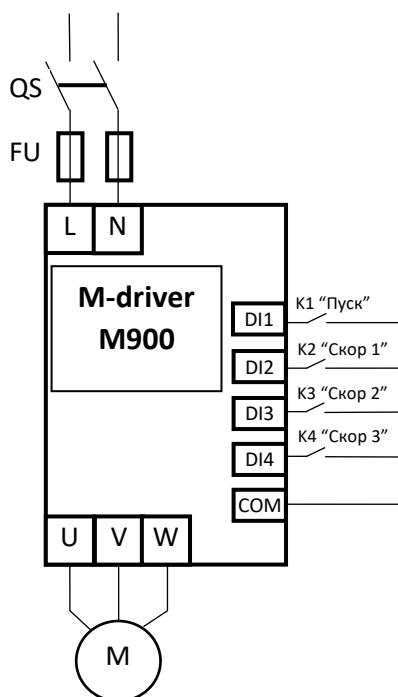 QS
FU
L N
M-driver
M900
DI1 K1 “Пуск”
DI2 K2 “Скор 1”
DI3 K3 “Скор 2”
DI4 K4 “Скор 3”
COM
U V W
M